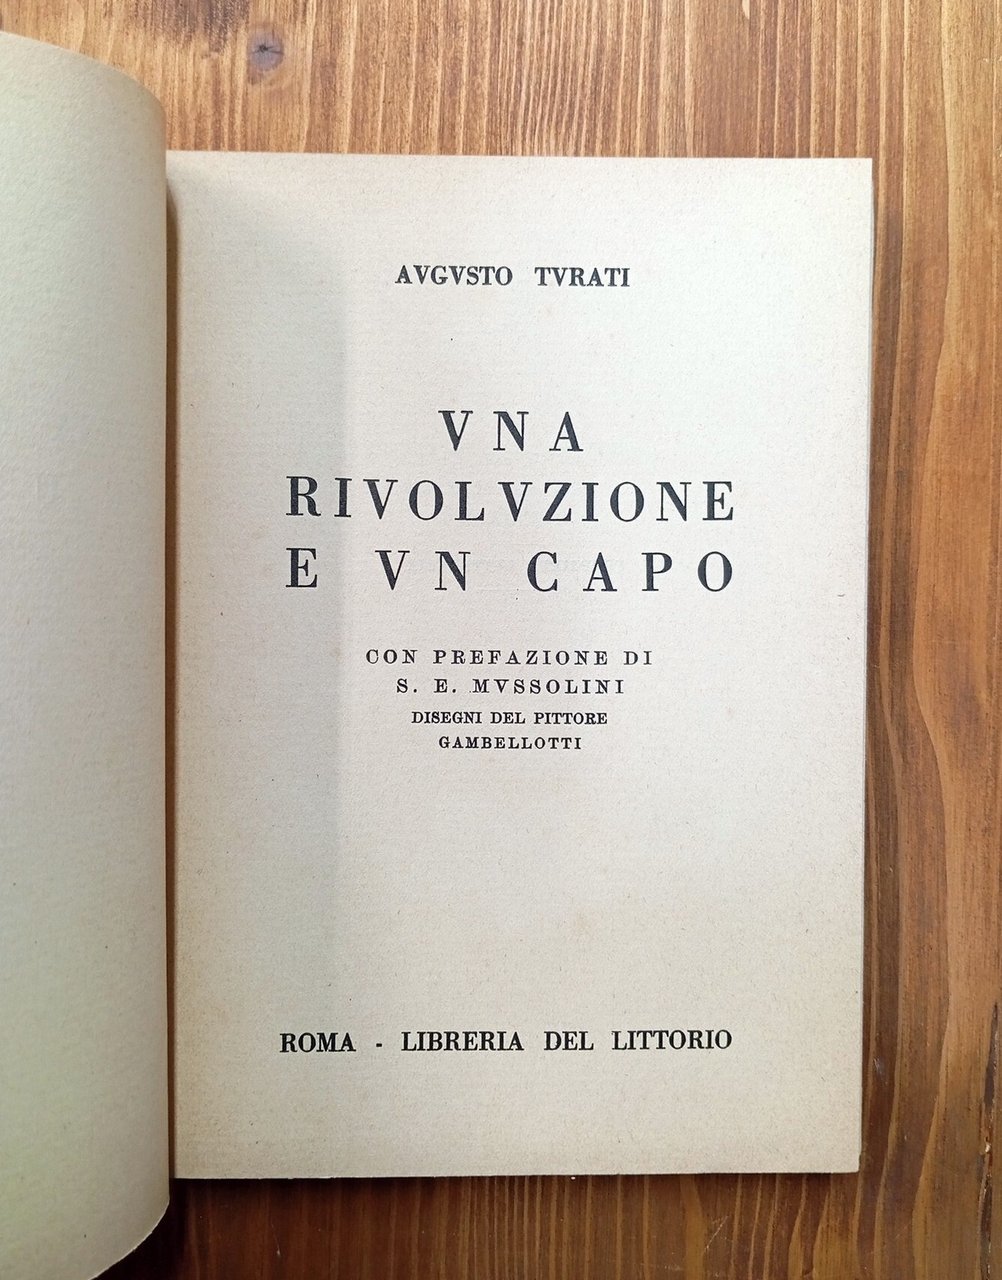 AVGVSTO TVRATI
VNA
RIVOLVZIONE
E VN CAPO
CON PREFAZIONE DI
S. E. MVSSOLINI
DISEGNI DEL PITTORE
GAMBELLOTTI
ROMA - LIBRERIA DEL LITTORIO